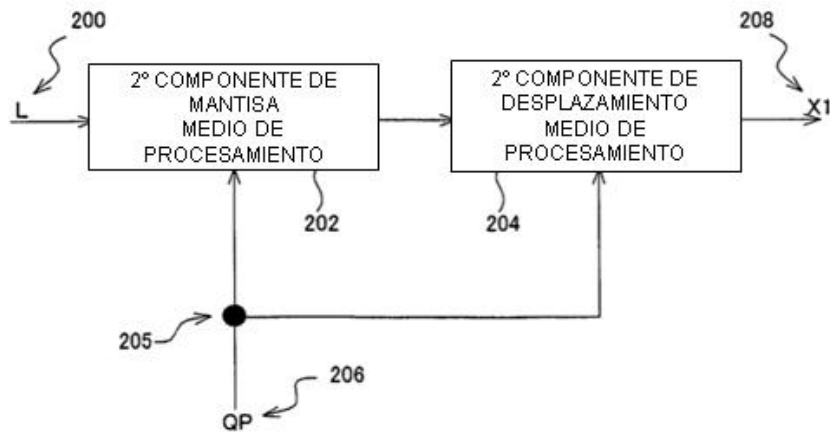 200
208
L
2º COMPONENTE DE
MANTISA
MEDIO DE
PROCESAMIENTO
2º COMPONENTE DE
DESPLAZAMIENTO
MEDIO DE
PROCESAMIENTO
X1
202
204
205
206
QP